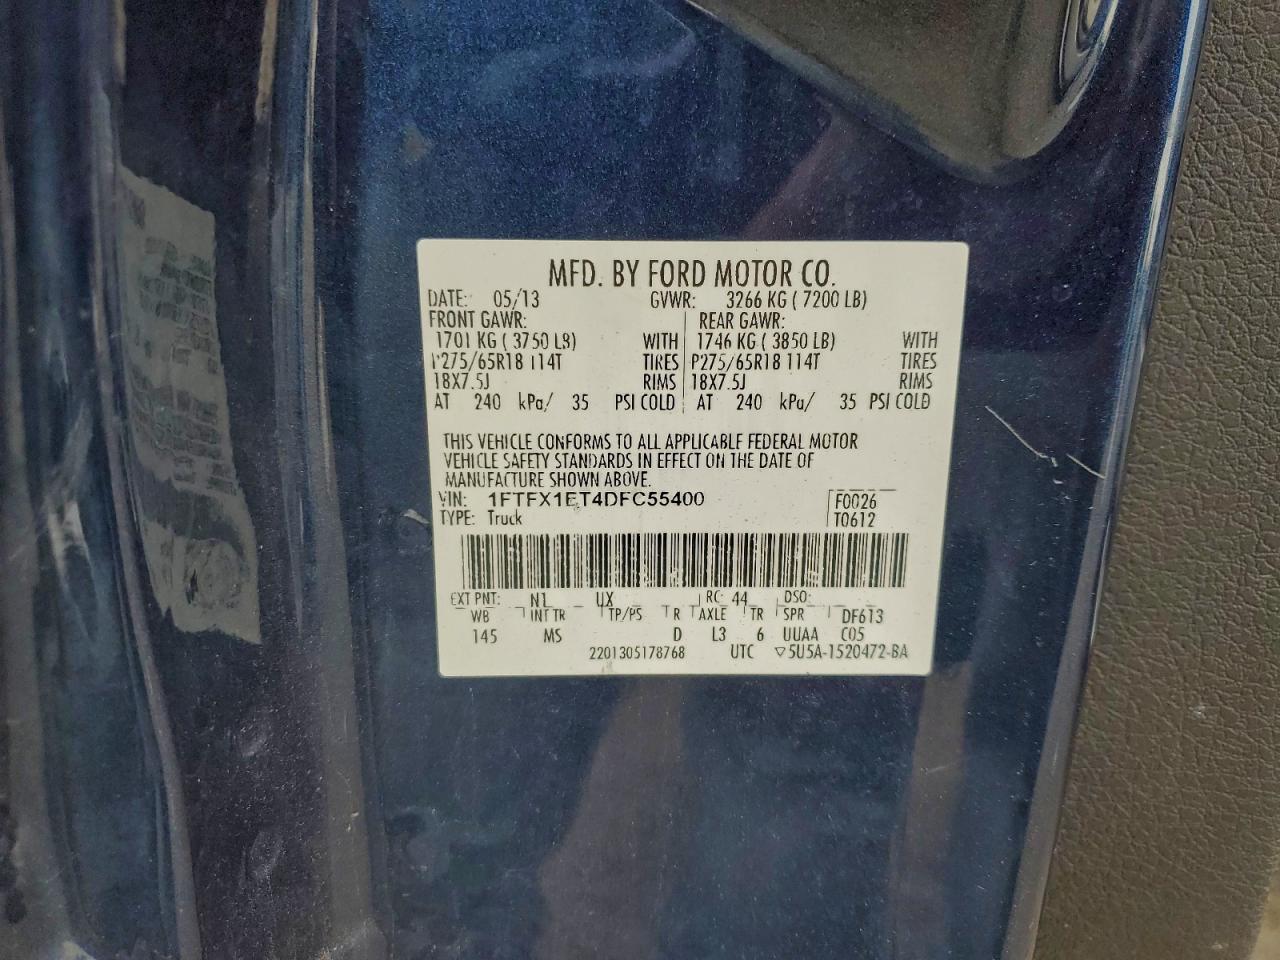 MFD. BY FORD MOTOR CO.
DATE: 05/13 GVWR: 3266 KG ( 7200 LB)
FRONT GAWR: REAR GAWR:
1701 KG ( 3750 LB) WITH 1746 KG ( 3850 LB) WITH
P275/65R18 114T TIRES P275/65R18 114T TIRES
18X7.5J RIMS 18X7.5J RIMS
AT 240 kPa/ 35 PSI COLD AT 240 kPa/ 35 PSI COLD
THIS VEHICLE CONFORMS TO ALL APPLICABLE FEDERAL MOTOR
VEHICLE SAFETY STANDARDS IN EFFECT ON THE DATE OF
MANUFACTURE SHOWN ABOVE.
VIN: 1FTFX1ET4DFC55400 F0026
TYPE: Truck T0612
EXT PNT: N1 UX RC: 44 DSO:
WB INT TR TP/PS R AXLE TR SPR DF613
145 MS D L3 6 UUAA C05
2201305178768 UTC ▽5U5A-1520472-BA